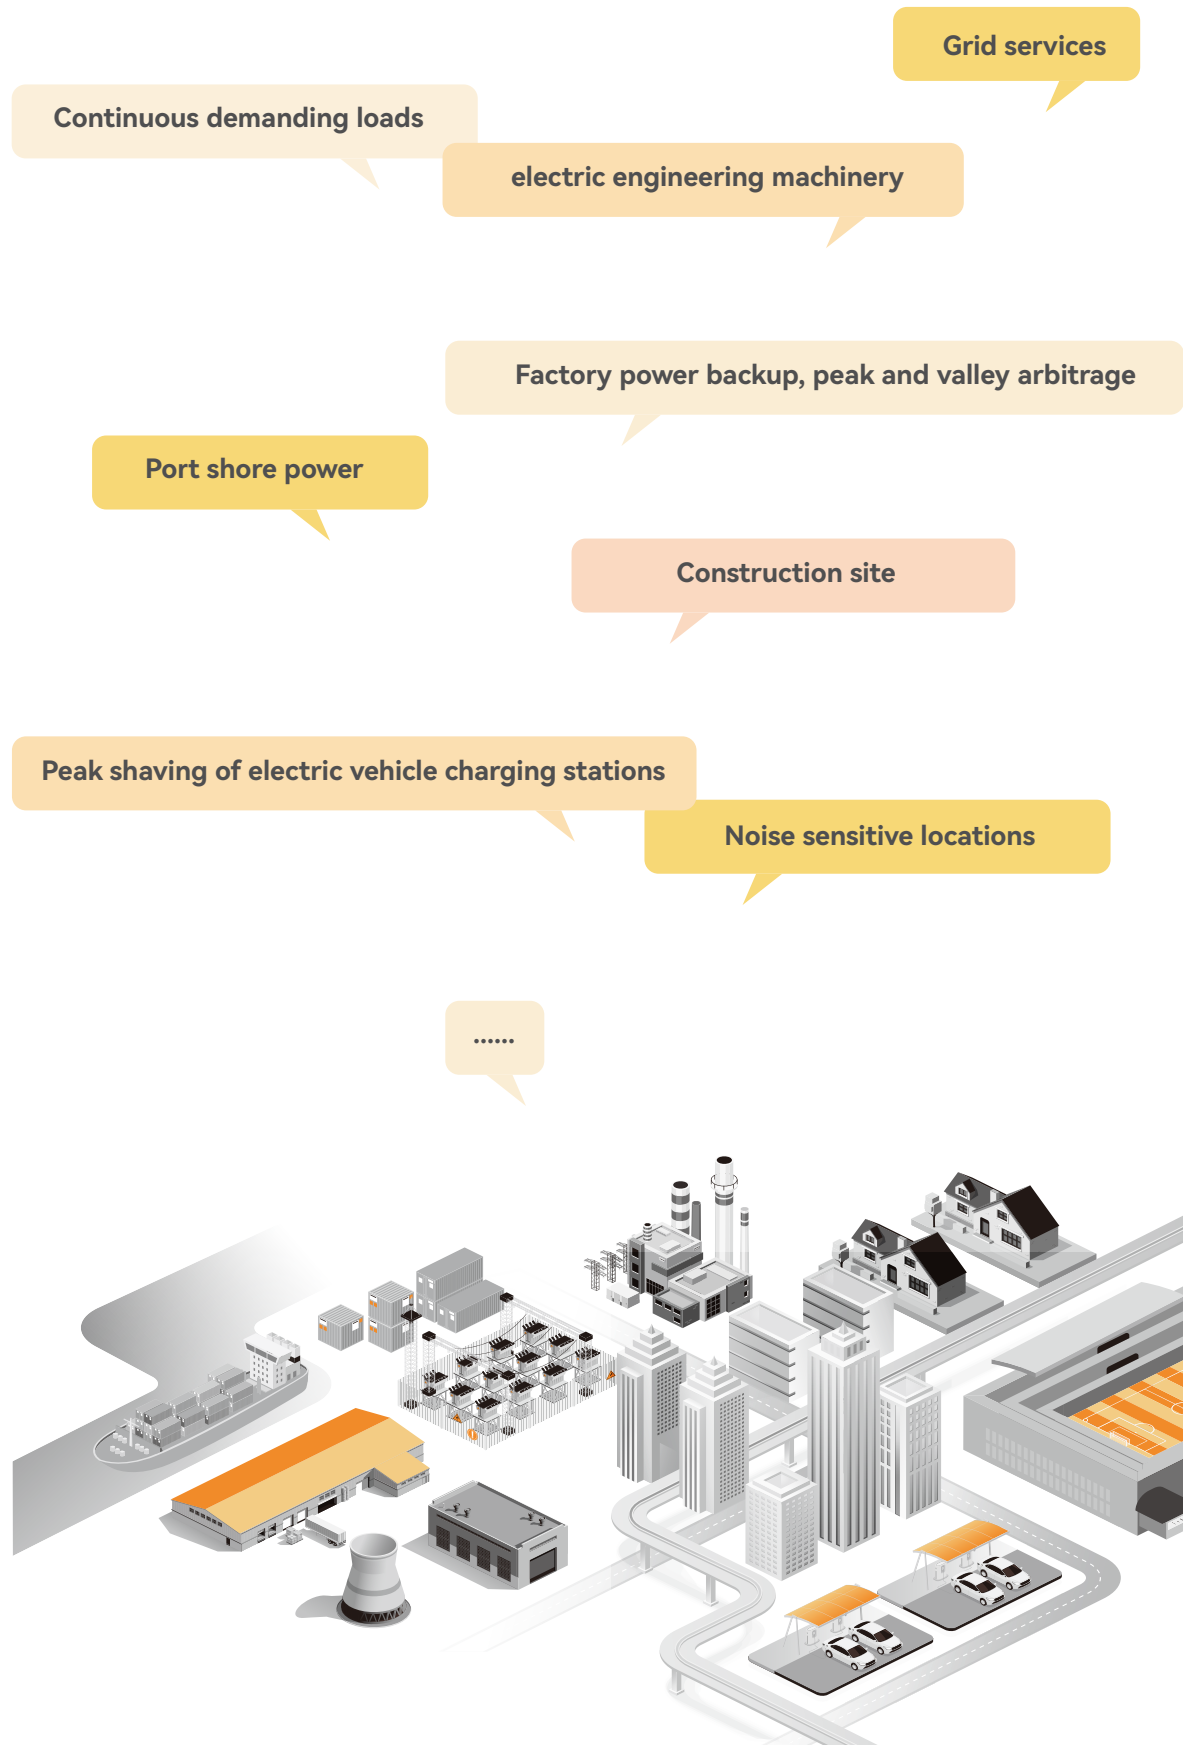 Grid services
Continuous demanding loads
electric engineering machinery
Factory power backup, peak and valley arbitrage
Port shore power
Construction site
Peak shaving of electric vehicle charging stations
Noise sensitive locations
......